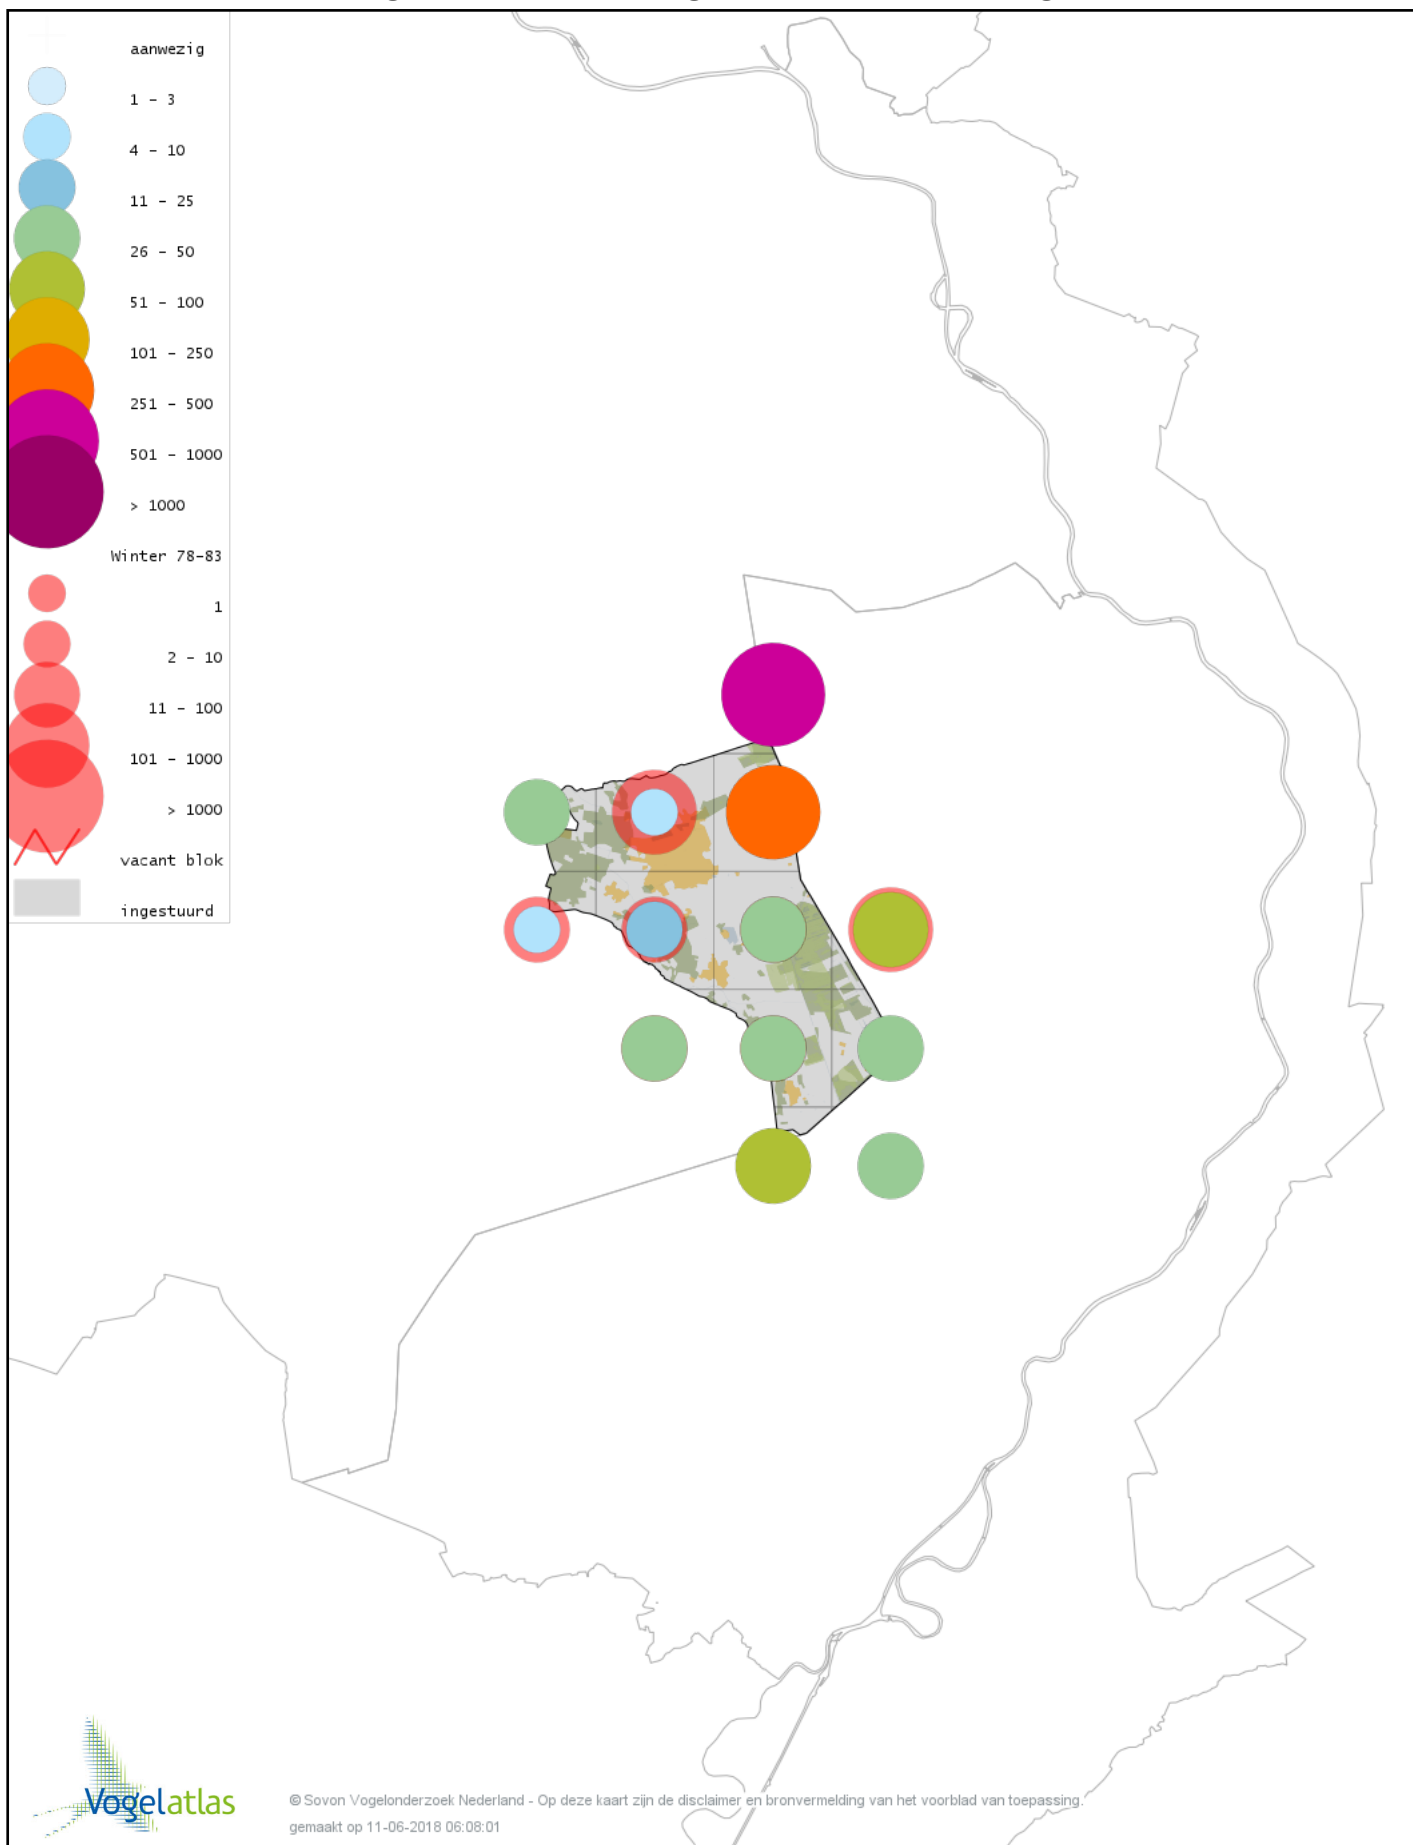 aanwezig
1 - 3
4 - 10
11 - 25
26 - 50
51 - 100
101 - 250
251 - 500
501 - 1000
> 1000
Winter 78-83
1
2 - 10
11 - 100
101 - 1000
> 1000
vacant blok
ingestuurd
Vogelatlas
© Sovon Vogelonderzoek Nederland - Op deze kaart zijn de disclaimer en bronvermelding van het voorblad van toepassing.
gemaakt op 11-06-2018 06:08:01